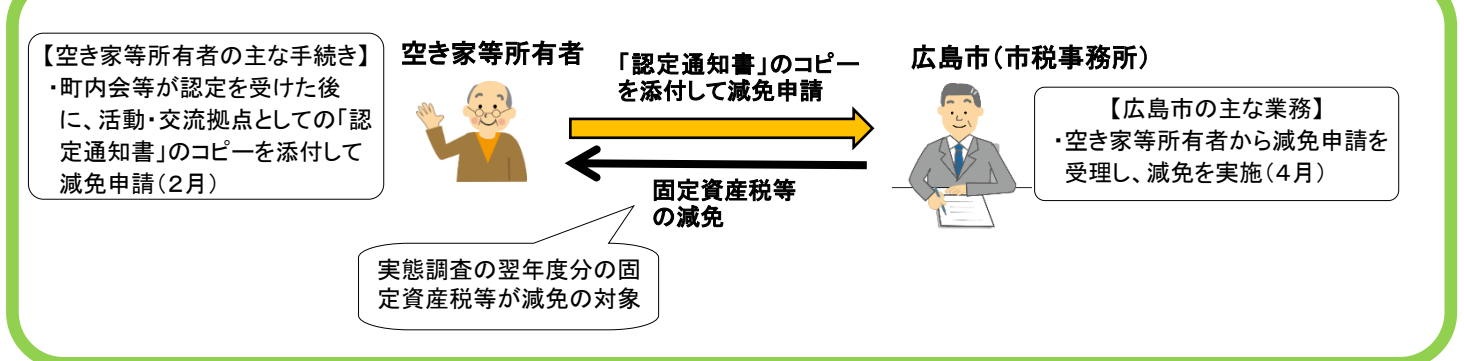 【空き家等所有者の主な手続き】
・町内会等が認定を受けた後
に、活動・交流拠点としての「認
定通知書」のコピーを添付して
減免申請(2月)
空き家等所有者
「認定通知書」のコピー
を添付して減免申請
固定資産税等
の減免
実態調査の翌年度分の固
定資産税等が減免の対象
広島市(市税事務所)
【広島市の主な業務】
・空き家等所有者から減免申請を
受理し、減免を実施(4月)